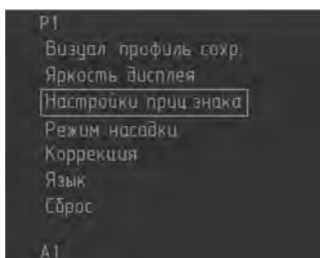 P1
Визуал. профиль сохр.
Яркость дисплея
Настройки приц.знака
Режим насадки
Коррекция
Язык
Сброс
A1